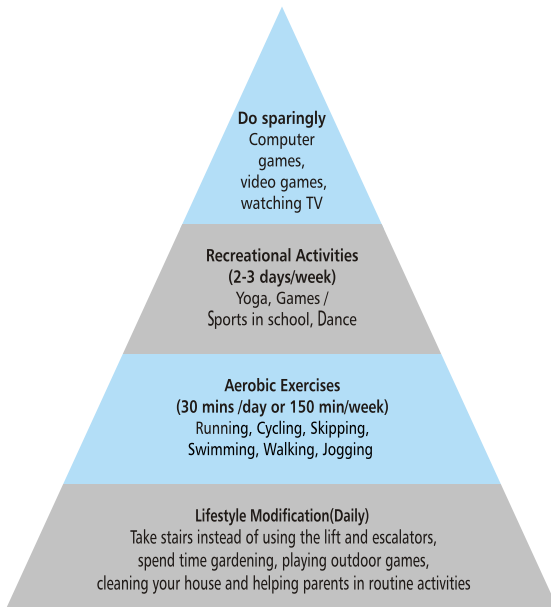 Do sparingly
Computer
games,
video games,
watching TV
Recreational Activities
(2-3 days/week)
Yoga, Games /
Sports in school, Dance
Aerobic Exercises
(30 mins /day or 150 min/week)
Running, Cycling, Skipping,
Swimming, Walking, Jogging
Lifestyle Modification(Daily)
Take stairs instead of using the lift and escalators,
spend time gardening, playing outdoor games,
cleaning your house and helping parents in routine activities